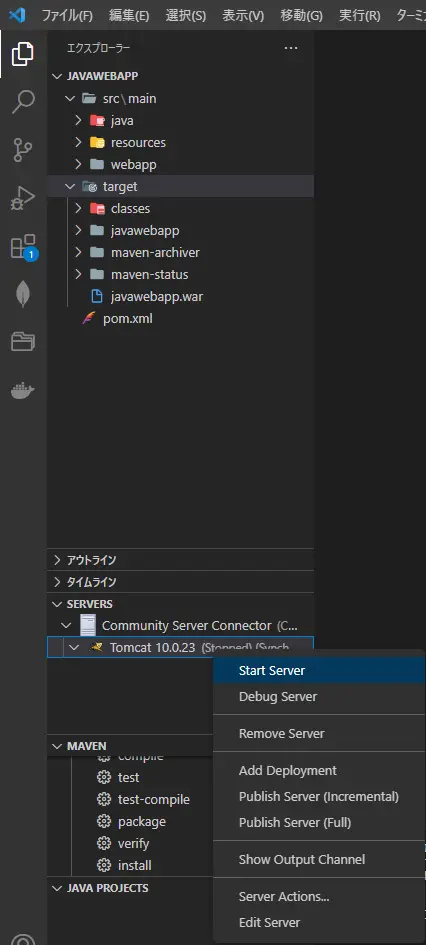 ファイル(F) 編集(E) 選択(S) 表示(V) 移動(G) 実行(R) ターミ
エクスプローラー ...
JAVAWEBAPP
src\main
java
resources
webapp
target
classes
javawebapp
maven-archiver
maven-status
javawebapp.war
pom.xml
1
アウトライン
タイムライン
SERVERS
Community Server Connector (C...
Tomcat 10.0.23 (Stopped) (Synch
Start Server
Debug Server
Remove Server
MAVEN
compile
test
test-compile
package
verify
install
Add Deployment
Publish Server (Incremental)
Publish Server (Full)
Show Output Channel
JAVA PROJECTS
Server Actions...
Edit Server